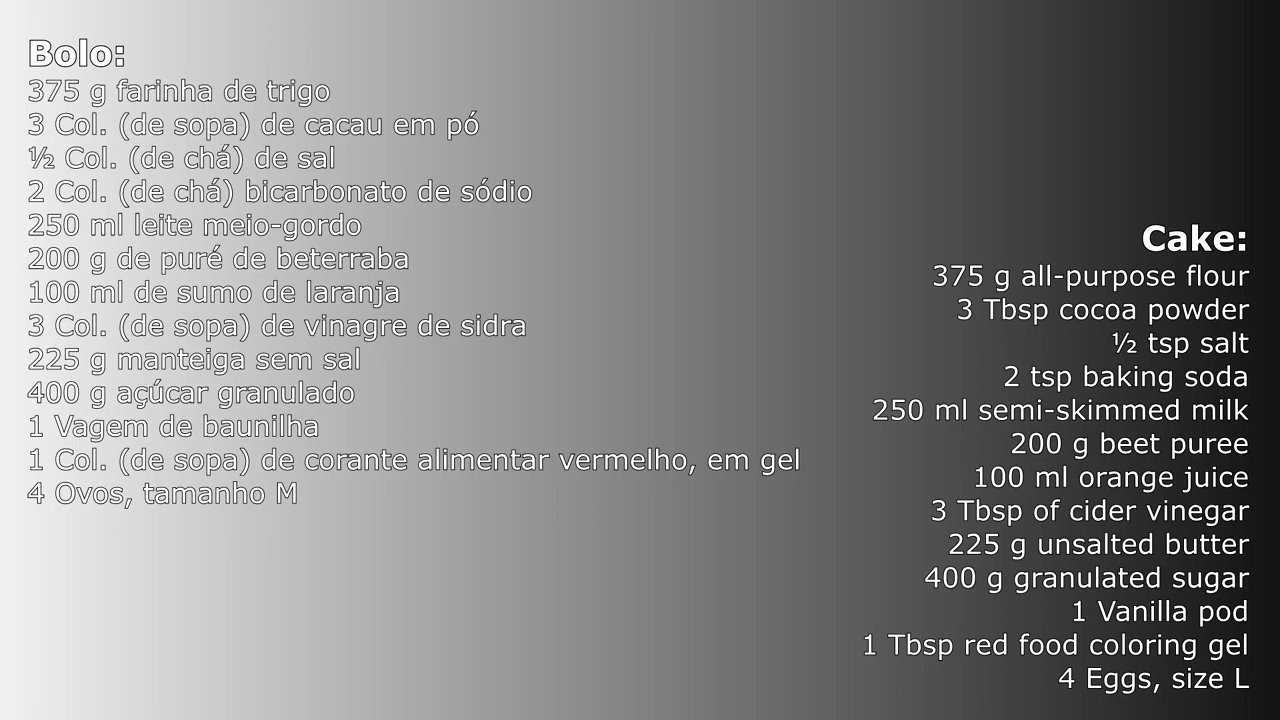 Bolo:
375 g farinha de trigo
3 Col. (de sopa) de cacau em pó
½ Col. (de chá) de sal
2 Col. (de chá) bicarbonato de sódio
250 ml leite meio-gordo
200 g de puré de beterraba
100 ml de sumo de laranja
3 Col. (de sopa) de vinagre de sidra
225 g manteiga sem sal
400 g açúcar granulado
1 Vagem de baunilha
1 Col. (de sopa) de corante alimentar vermelho, em gel
4 Ovos, tamanho M
Cake:
375 g all-purpose flour
3 Tbsp cocoa powder
½ tsp salt
2 tsp baking soda
250 ml semi-skimmed milk
200 g beet puree
100 ml orange juice
3 Tbsp of cider vinegar
225 g unsalted butter
400 g granulated sugar
1 Vanilla pod
1 Tbsp red food coloring gel
4 Eggs, size L